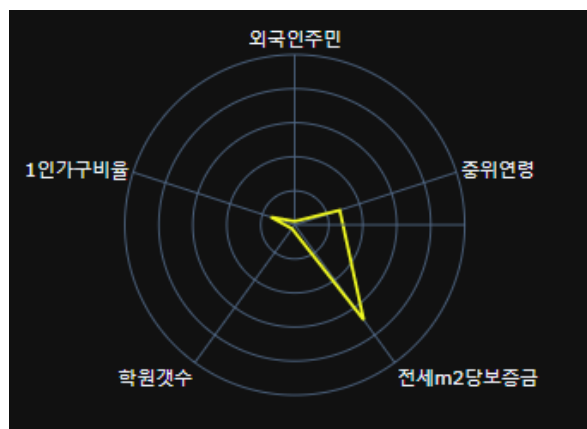 외국인주민
1인가구비율
중위연령
학원갯수
전세m2당보증금